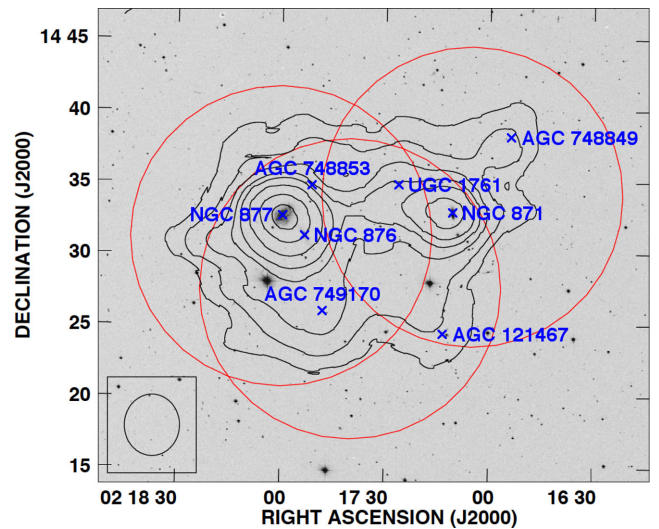 14 45
40
AGC 748849
35
AGC 748853
UGC 1761
NGC 877
NGC 871
NGC 876
30
AGC 749170
25
AGC 121467
20
15
DECLINATION (J2000)
02 18 30
00
17 30
00
16 30
RIGHT ASCENSION (J2000)